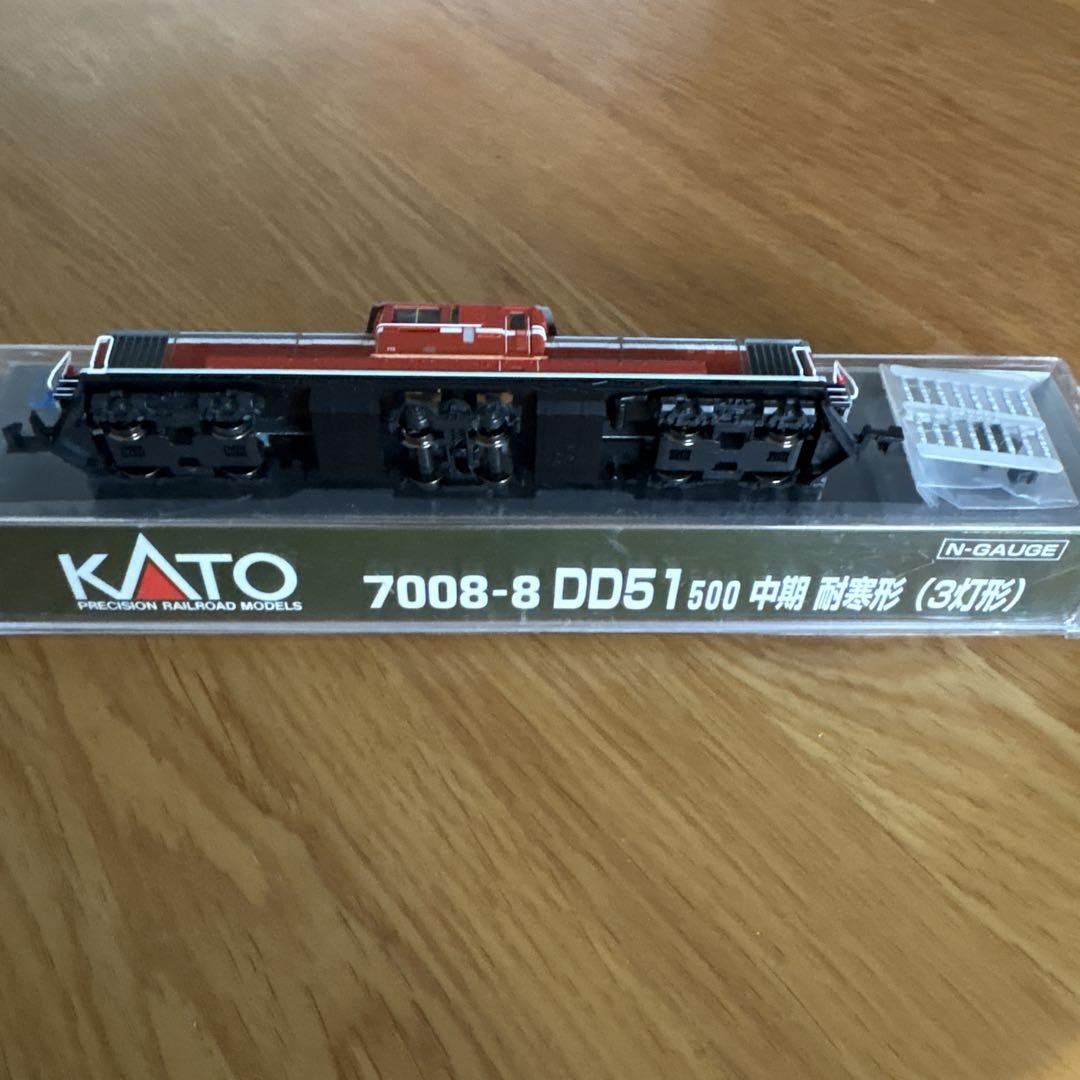 N-GAUGE
KATO
PRECISION RAILROAD MODELS
7008-8 DD51 500 中期 耐寒形 (3灯形)